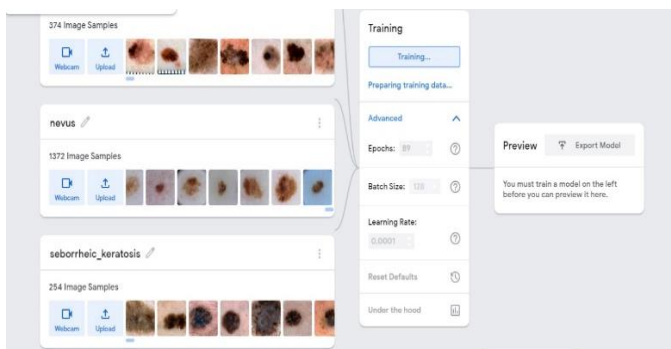 374 Image Samples
Webcam
Upload
nevus
1372 Image Samples
Webcam
Upload
seborrheic_keratosis
254 Image Samples
Webcam
Upload
Training
Training...
Preparing training data...
Advanced
Epochs: 89
Batch Size:
Learning Rate:
0,0001
Reset Defaults
Under the hood
Preview
Export Model
You must train a model on the left
before you can preview it here.